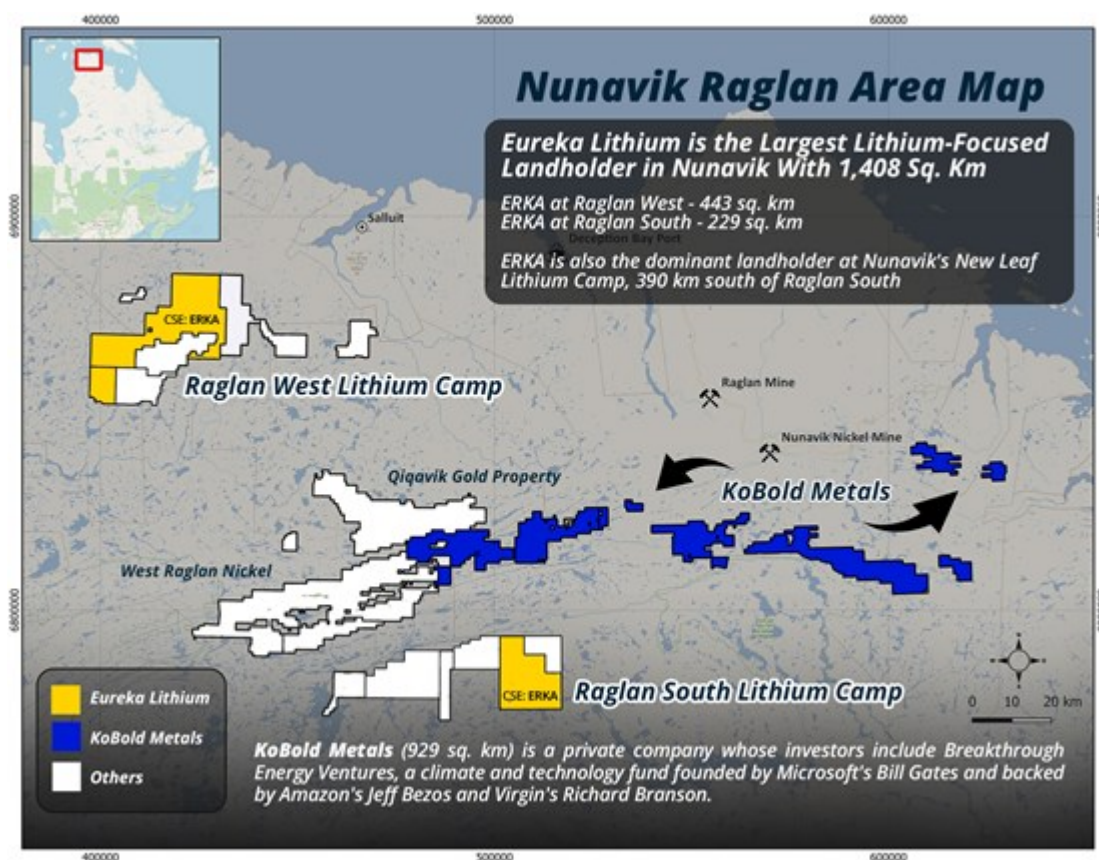 400000
500000
600000
Nunavik Raglan Area Map
Eureka Lithium is the Largest Lithium-Focused
Landholder in Nunavik With 1,408 Sq. Km
ERKA at Raglan West - 443 sq. km
ERKA at Raglan South - 229 sq. km
ERKA is also the dominant landholder at Nunavik's New Leaf
Lithium Camp, 390 km south of Raglan South
6900000
Salluit
Deception Bay Port
CSE: ERKA
Raglan West Lithium Camp
Raglan Mine
Nunavik Nickel Mine
Qiqavik Gold Property
KoBold Metals
West Raglan Nickel
6800000
CSE: ERKA
Raglan South Lithium Camp
0 10 20 km
Eureka Lithium
KoBold Metals
Others
KoBold Metals (929 sq. km) is a private company whose investors include Breakthrough
Energy Ventures, a climate and technology fund founded by Microsoft's Bill Gates and backed
by Amazon's Jeff Bezos and Virgin's Richard Branson.
400000
500000
600000